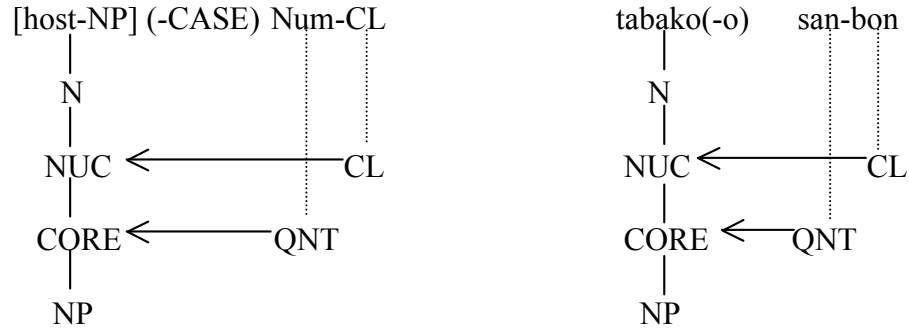 [host-NP] (-CASE) Num-CL tabako(-o) san-bon
N N
NUC CL NUC CL
CORE QNT CORE QNT
NP NP